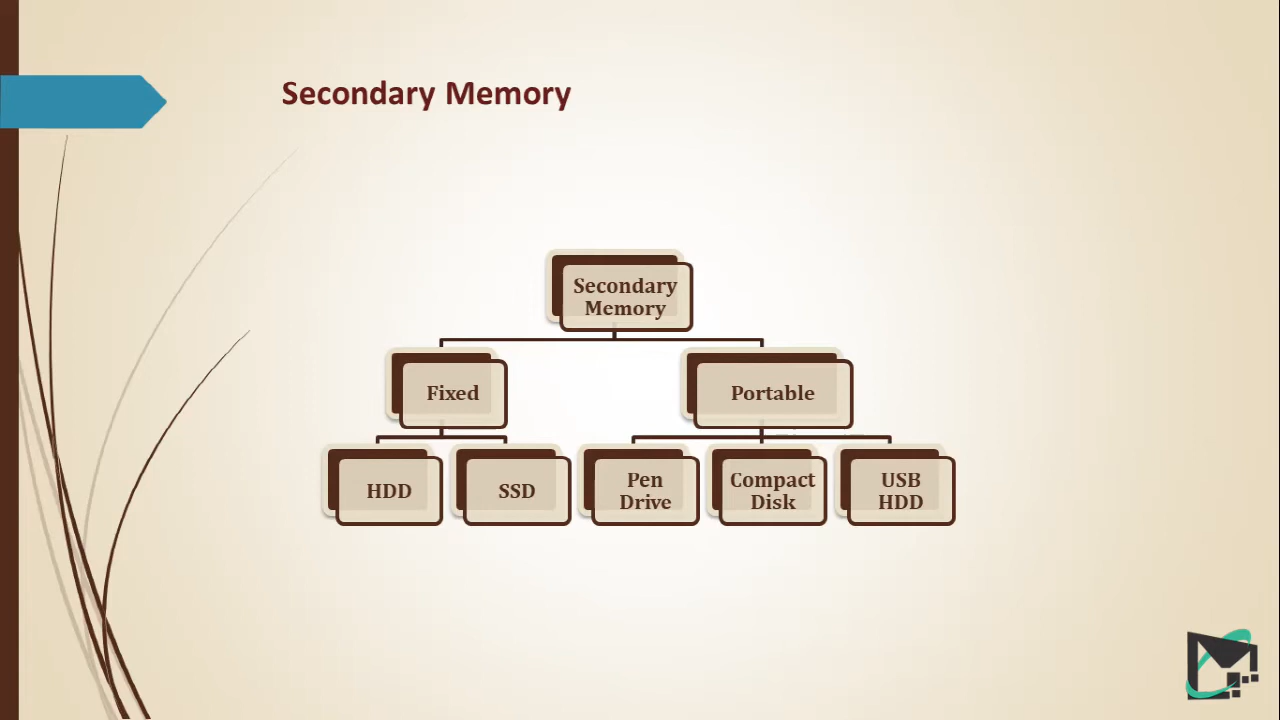 Secondary Memory
Secondary
Memory
Fixed
Portable
HDD
SSD
Pen
Drive
Compact
Disk
USB
HDD